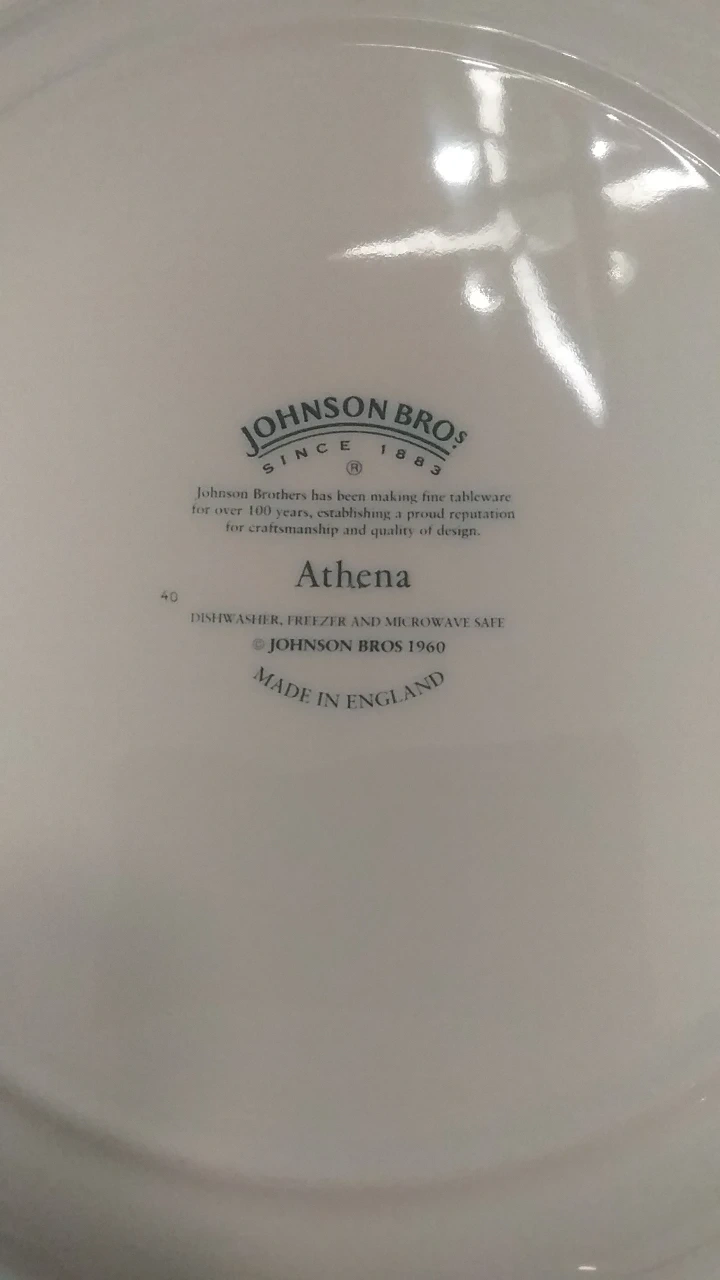 JOHNSON BROS
SINCE 1883
®
Johnson Brothers has been making fine tableware
for over 100 years, establishing a proud reputation
for craftsmanship and quality of design.
Athena
40
DISHWASHER, FREEZER AND MICROWAVE SAFE
© JOHNSON BROS 1960
MADE IN ENGLAND